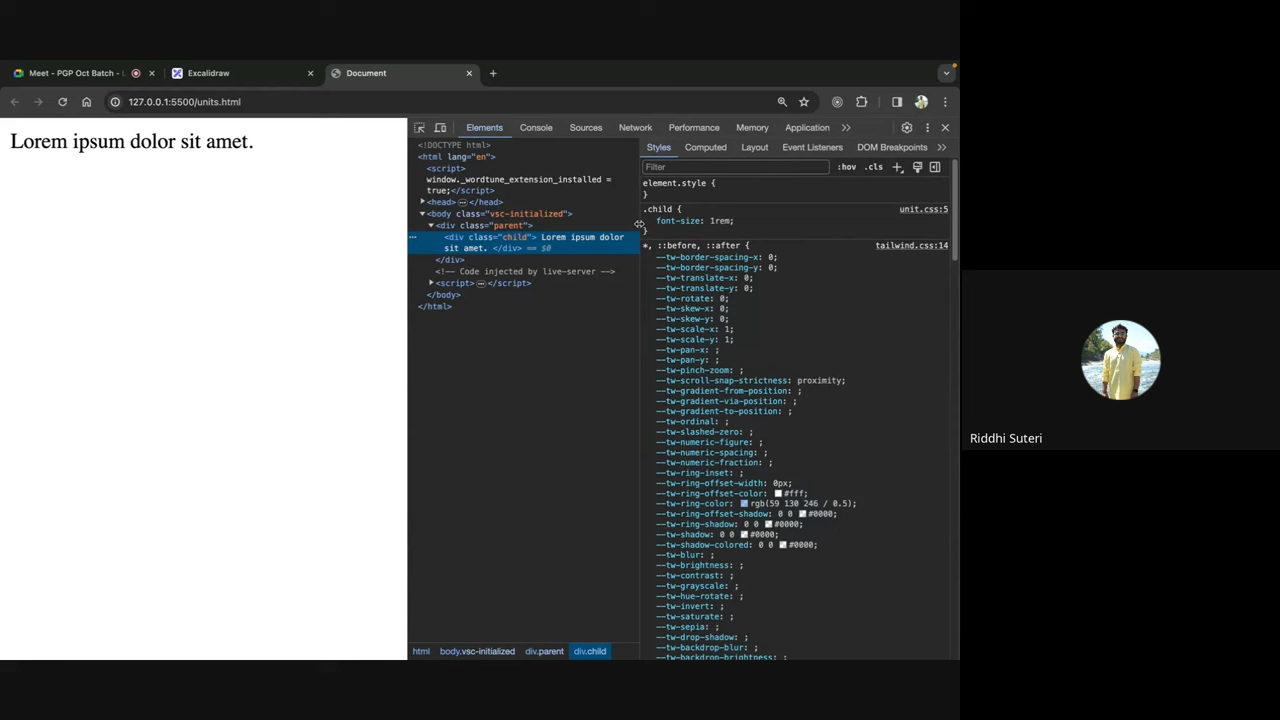 Meet - PGP Oct Batch - L
Excalidraw
Document
127.0.0.1:5500/units.html
Lorem ipsum dolor sit amet.
Elements Console Sources Network Performance Memory Application
<!DOCTYPE html>
<html lang="en">
<script>
window._wordtune_extension_installed =
true;</script>
<head> … </head>
<body class="vsc-initialized">
<div class="parent">
<div class="child"> Lorem ipsum dolor
sit amet. </div> == $0
</div>
<!-- Code injected by live-server -->
<script> … </script>
</body>
</html>
html body.vsc-initialized div.parent div.child
Styles Computed Layout Event Listeners DOM Breakpoints
Filter :hov .cls
element.style {
}
.child { unit.css:5
font-size: 1rem;
}
*, ::before, ::after { tailwind.css:14
--tw-border-spacing-x: 0;
--tw-border-spacing-y: 0;
--tw-translate-x: 0;
--tw-translate-y: 0;
--tw-rotate: 0;
--tw-skew-x: 0;
--tw-skew-y: 0;
--tw-scale-x: 1;
--tw-scale-y: 1;
--tw-pan-x: ;
--tw-pan-y: ;
--tw-pinch-zoom: ;
--tw-scroll-snap-strictness: proximity;
--tw-gradient-from-position: ;
--tw-gradient-via-position: ;
--tw-gradient-to-position: ;
--tw-ordinal: ;
--tw-slashed-zero: ;
--tw-numeric-figure: ;
--tw-numeric-spacing: ;
--tw-numeric-fraction: ;
--tw-ring-inset: ;
--tw-ring-offset-width: 0px;
--tw-ring-offset-color: #fff;
--tw-ring-color: rgb(59 130 246 / 0.5);
--tw-ring-offset-shadow: 0 0 #0000;
--tw-ring-shadow: 0 0 #0000;
--tw-shadow: 0 0 #0000;
--tw-shadow-colored: 0 0 #0000;
--tw-blur: ;
--tw-brightness: ;
--tw-contrast: ;
--tw-grayscale: ;
--tw-hue-rotate: ;
--tw-invert: ;
--tw-saturate: ;
--tw-sepia: ;
--tw-drop-shadow: ;
--tw-backdrop-blur: ;
--tw-backdrop-brightness: ;
Riddhi Suteri